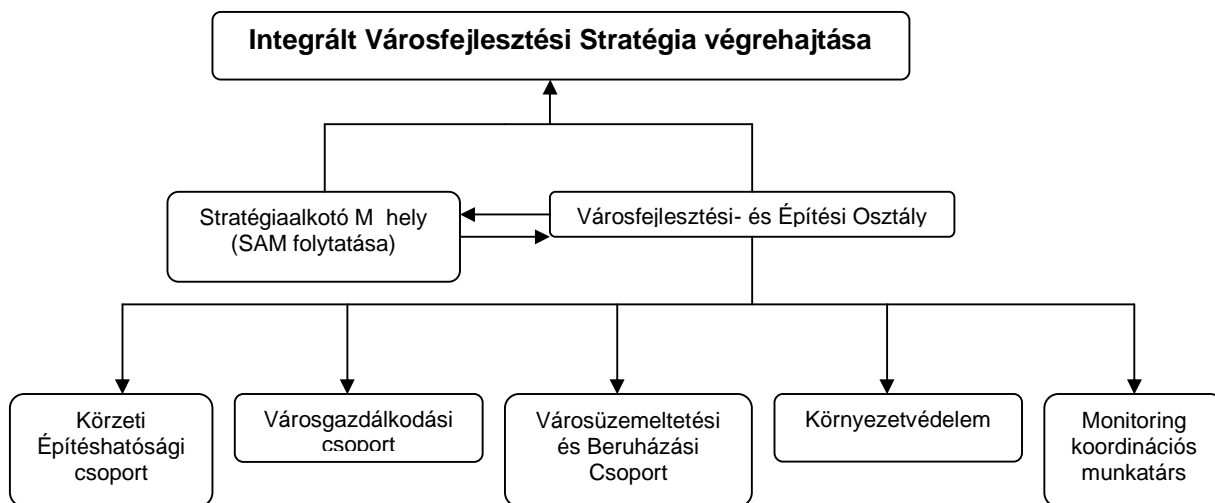 Integrált Városfejlesztési Stratégia végrehajtása
Stratégiaalkotó M hely
(SAM folytatása)
Városfejlesztési- és Építési Osztály
Körzeti
Építéshatósági
csoport
Városgazdálkodási
csoport
Városüzemeltetési
és Beruházási
Csoport
Környezetvédelem
Monitoring
koordinációs
munkatárs